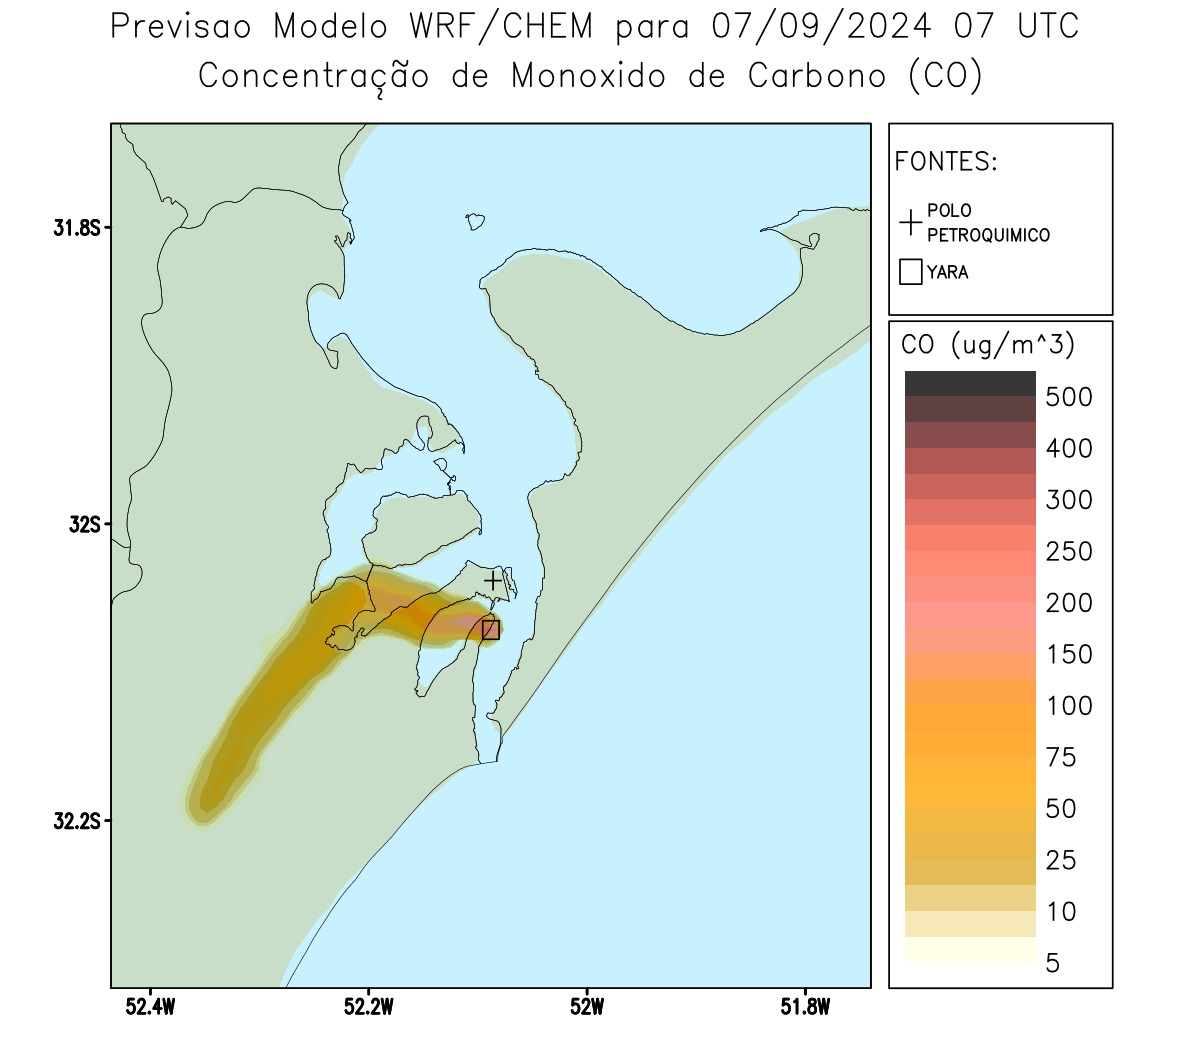 Previsao Modelo WRF/CHEM para 07/09/2024 07 UTC
Concentração de Monoxido de Carbono (CO)
FONTES:
POLO
PETROQUIMICO
YARA
CO (ug/m^3)
500
400
300
250
200
150
100
75
50
25
10
5
31.8S
32S
32.2S
52.4W
52.2W
52W
51.8W